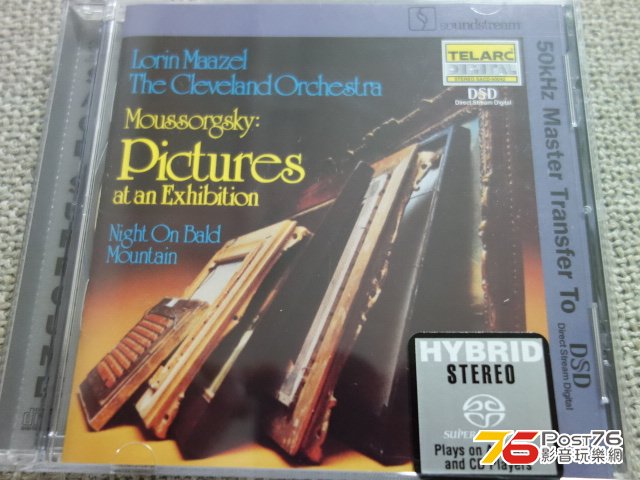 soundstream
Lorin Maazel
The Cleveland Orchestra
Moussorgsky:
Pictures
at an Exhibition
Night On Bald
Mountain
TELARC
DIGITAL
DSD
Direct Stream Digital
50kHz Master Transfer To DSD
Direct Stream Digital
HYBRID
STEREO
SUPER
Plays on
and CD Players
76 Post76
影音玩樂網